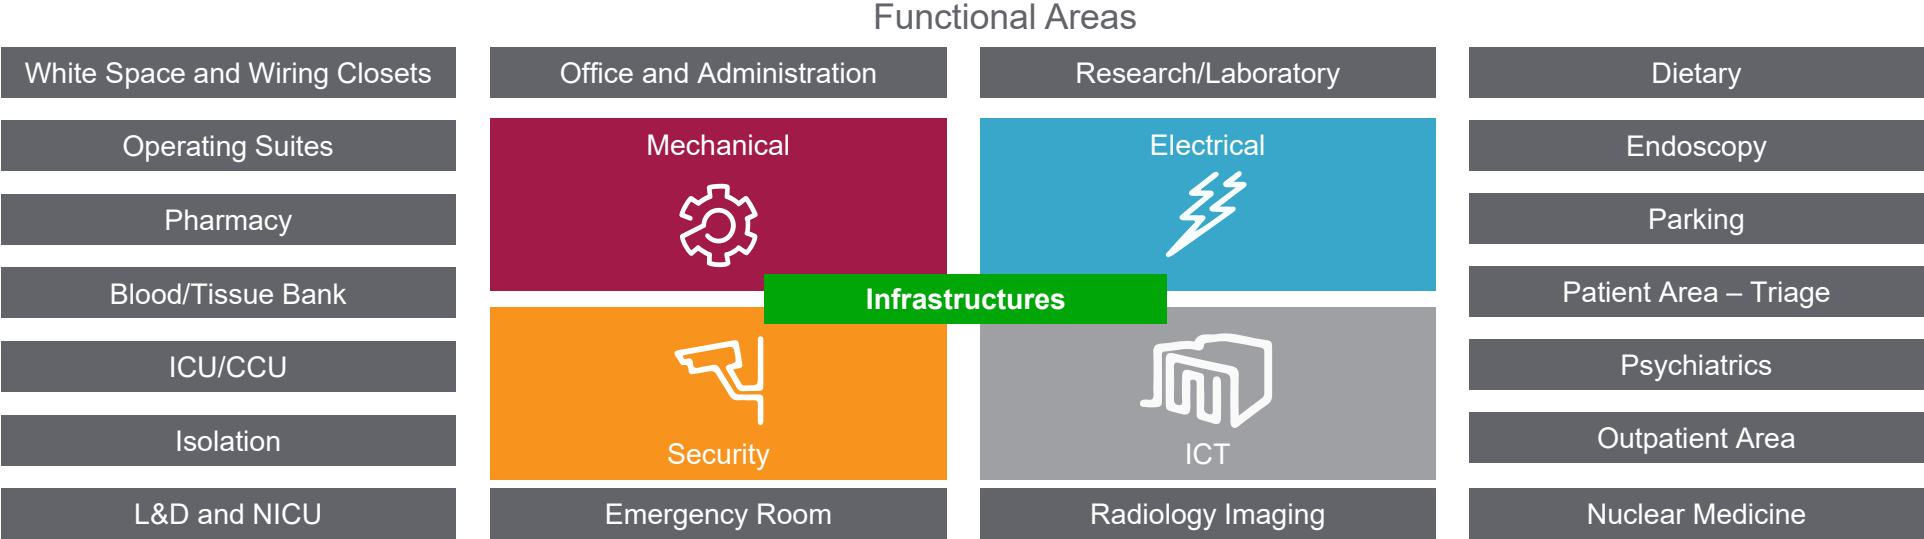 Functional Areas
White Space and Wiring Closets
Office and Administration
Research/Laboratory
Dietary
Operating Suites
Mechanical
Electrical
Endoscopy
Pharmacy
Parking
Blood/Tissue Bank
Infrastructures
Patient Area – Triage
ICU/CCU
Psychiatrics
Isolation
Security
ICT
Outpatient Area
L&D and NICU
Emergency Room
Radiology Imaging
Nuclear Medicine